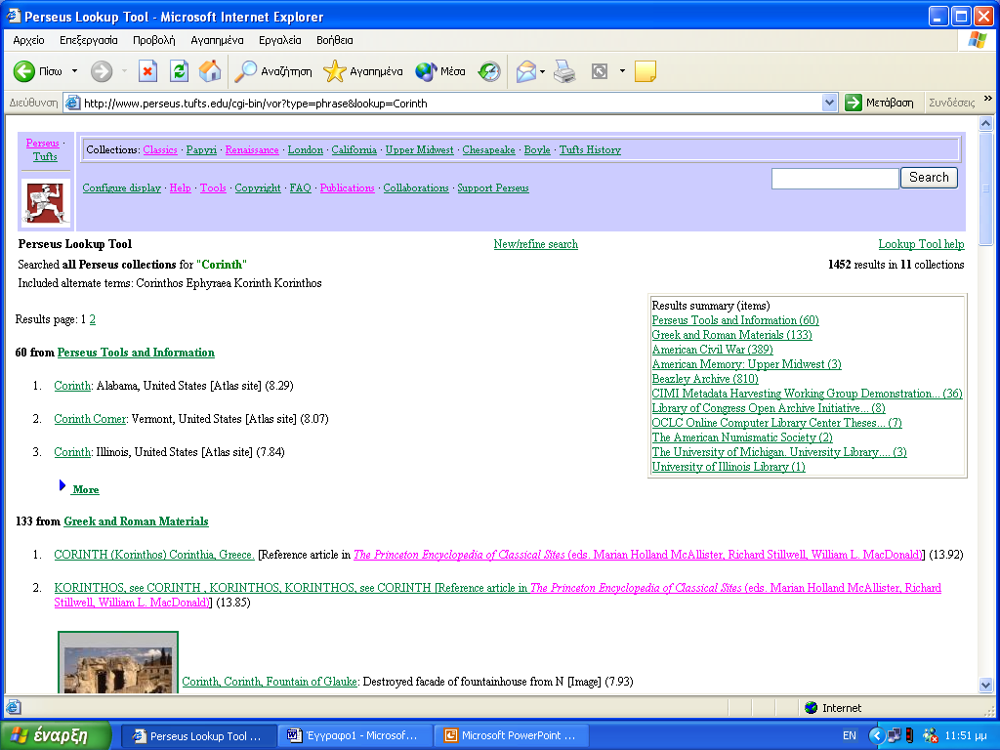 Perseus Lookup Tool - Microsoft Internet Explorer
Αρχείο Επεξεργασία Προβολή Αγαπημένα Εργαλεία Βοήθεια
Πίσω Αναζήτηση Αγαπημένα Μέσα
Διεύθυνση http://www.perseus.tufts.edu/cgi-bin/vor?type=phrase&lookup=Corinth Μετάβαση Συνδέσεις »
Perseus · Tufts
Collections: Classics · Papyri · Renaissance · London · California · Upper Midwest · Chesapeake · Boyle · Tufts History
Configure display · Help · Tools · Copyright · FAQ · Publications · Collaborations · Support Perseus
Search
Perseus Lookup Tool New/refine search Lookup Tool help
Searched all Perseus collections for "Corinth" 1452 results in 11 collections
Included alternate terms: Corinthos Ephyraea Korinth Korinthos
Results page: 1 2
Results summary (items)
Perseus Tools and Information (60)
Greek and Roman Materials (133)
American Civil War (389)
American Memory: Upper Midwest (3)
Beazley Archive (810)
CIMI Metadata Harvesting Working Group Demonstration... (36)
Library of Congress Open Archive Initiative... (8)
OCLC Online Computer Library Center Theses... (7)
The American Numismatic Society (2)
The University of Michigan. University Library.... (3)
University of Illinois Library (1)
60 from Perseus Tools and Information
1. Corinth: Alabama, United States [Atlas site] (8.29)
2. Corinth Corner: Vermont, United States [Atlas site] (8.07)
3. Corinth: Illinois, United States [Atlas site] (7.84)
More
133 from Greek and Roman Materials
1. CORINTH (Korinthos) Corinthia, Greece. [Reference article in The Princeton Encyclopedia of Classical Sites (eds. Marian Holland McAllister, Richard Stillwell, William L. MacDonald)] (13.92)
2. KORINTHOS, see CORINTH , KORINTHOS, KORINTHOS, see CORINTH [Reference article in The Princeton Encyclopedia of Classical Sites (eds. Marian Holland McAllister, Richard
Stillwell, William L. MacDonald)] (13.85)
Corinth, Corinth, Fountain of Glauke: Destroyed facade of fountainhouse from N [Image] (7.93)
Internet
έναρξη Perseus Lookup Tool ... Έγγραφο1 - Microsof... Microsoft PowerPoint ... EN 11:51 μμ